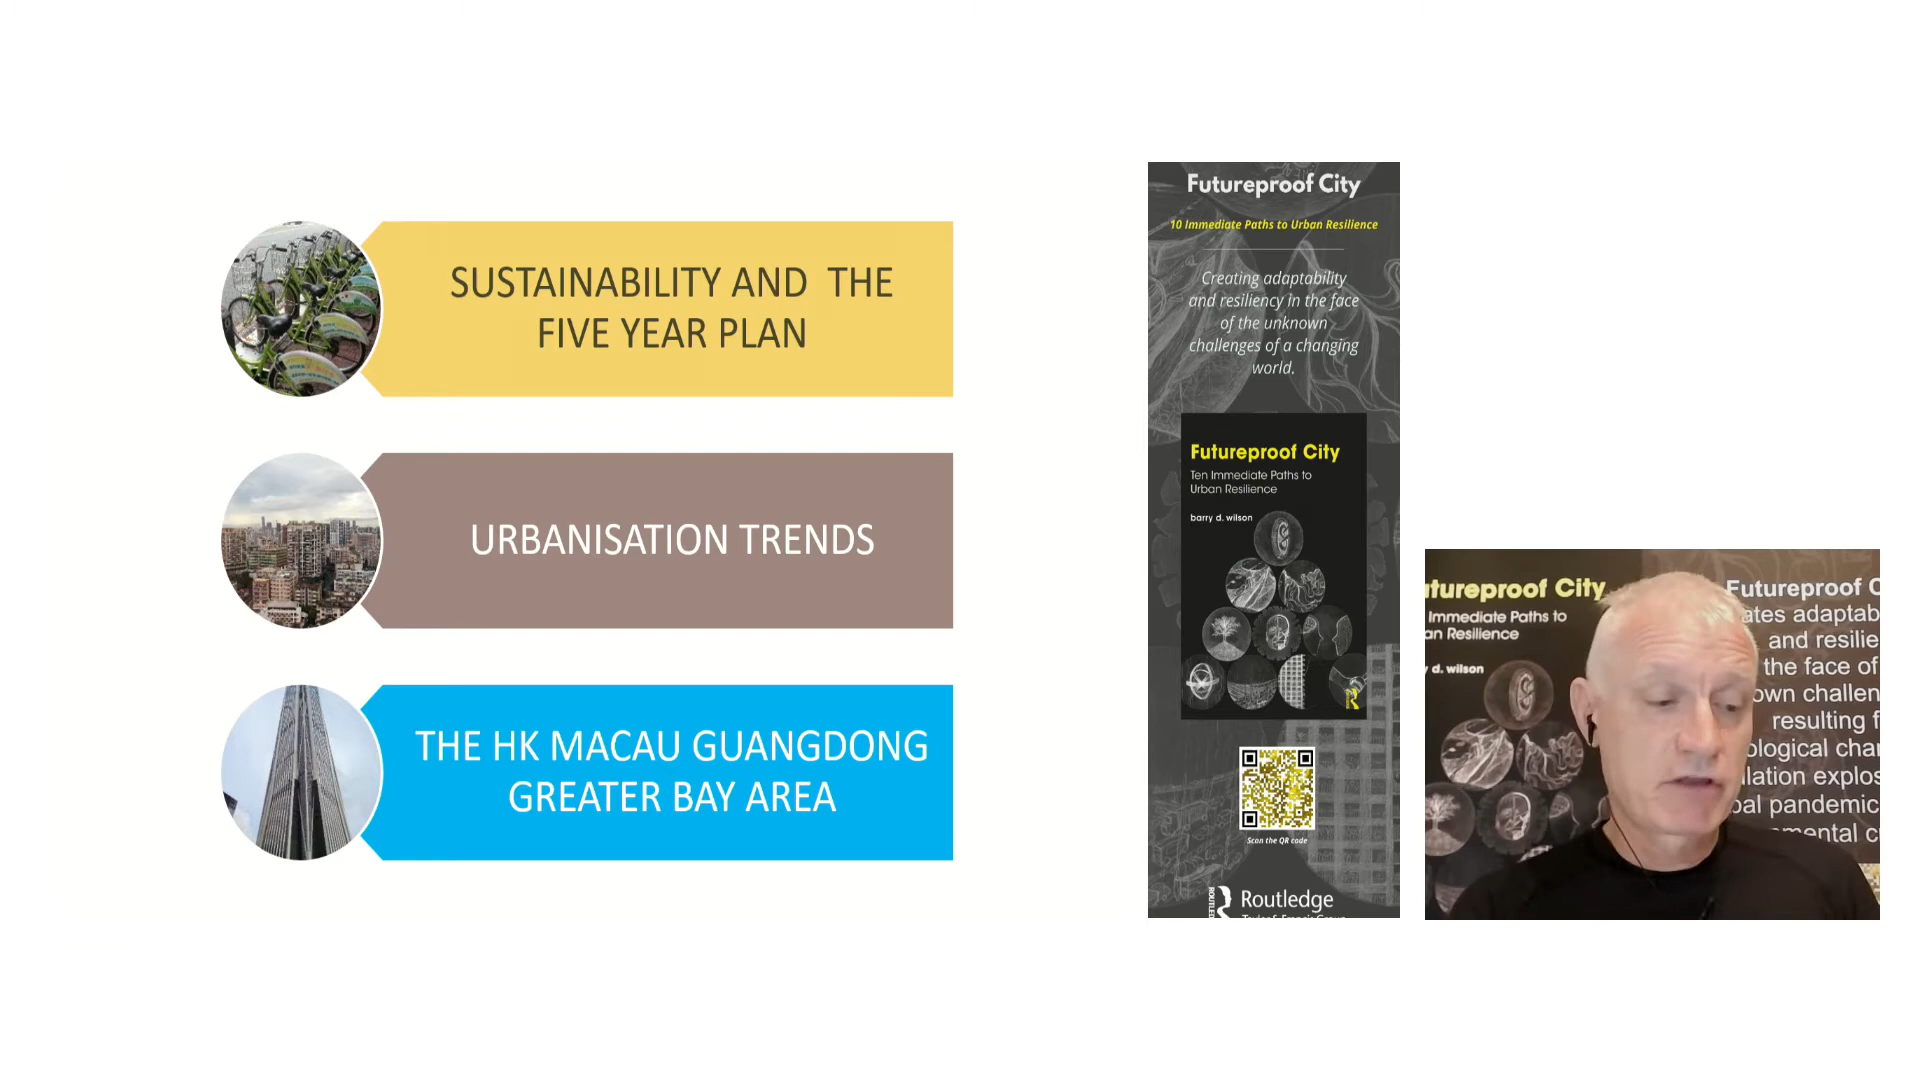 SUSTAINABILITY AND THE
FIVE YEAR PLAN
URBANISATION TRENDS
THE HK MACAU GUANGDONG
GREATER BAY AREA
Futureproof City
10 Immediate Paths to Urban Resilience
Creating adaptability
and resiliency in the face
of the unknown
challenges of a changing
world.
Futureproof City
Ten Immediate Paths to
Urban Resilience
barry d. wilson
Scan the QR code
Routledge
tureproof City
Immediate Paths to
an Resilience
d. wilson
Futureproof C
ates adaptab
and resilie
the face of
own challen
resulting f
ological cha
lation explos
bal pandemic
mental c